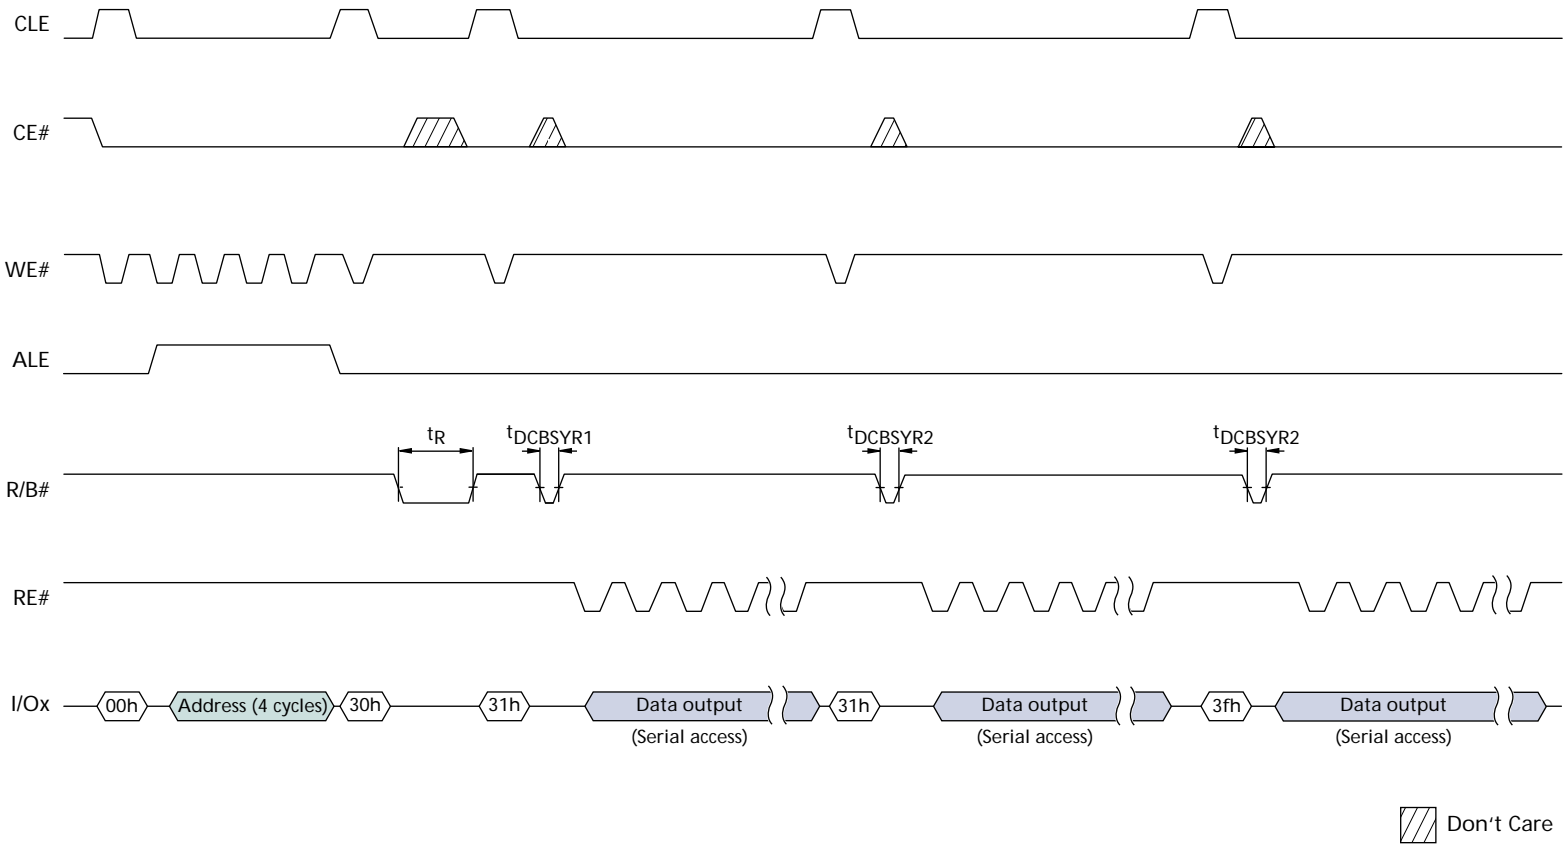 CLE
CE#
WE#
ALE
tR tDCBSYR1 tDCBSYR2 tDCBSYR2
R/B#
RE#
I/Ox 00h Address (4 cycles) 30h 31h Data output 31h Data output 3fh Data output
(Serial access) (Serial access) (Serial access)
Don't Care